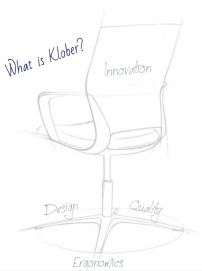 What is Klober?
Innovation
Design
Quality
Ergonomics